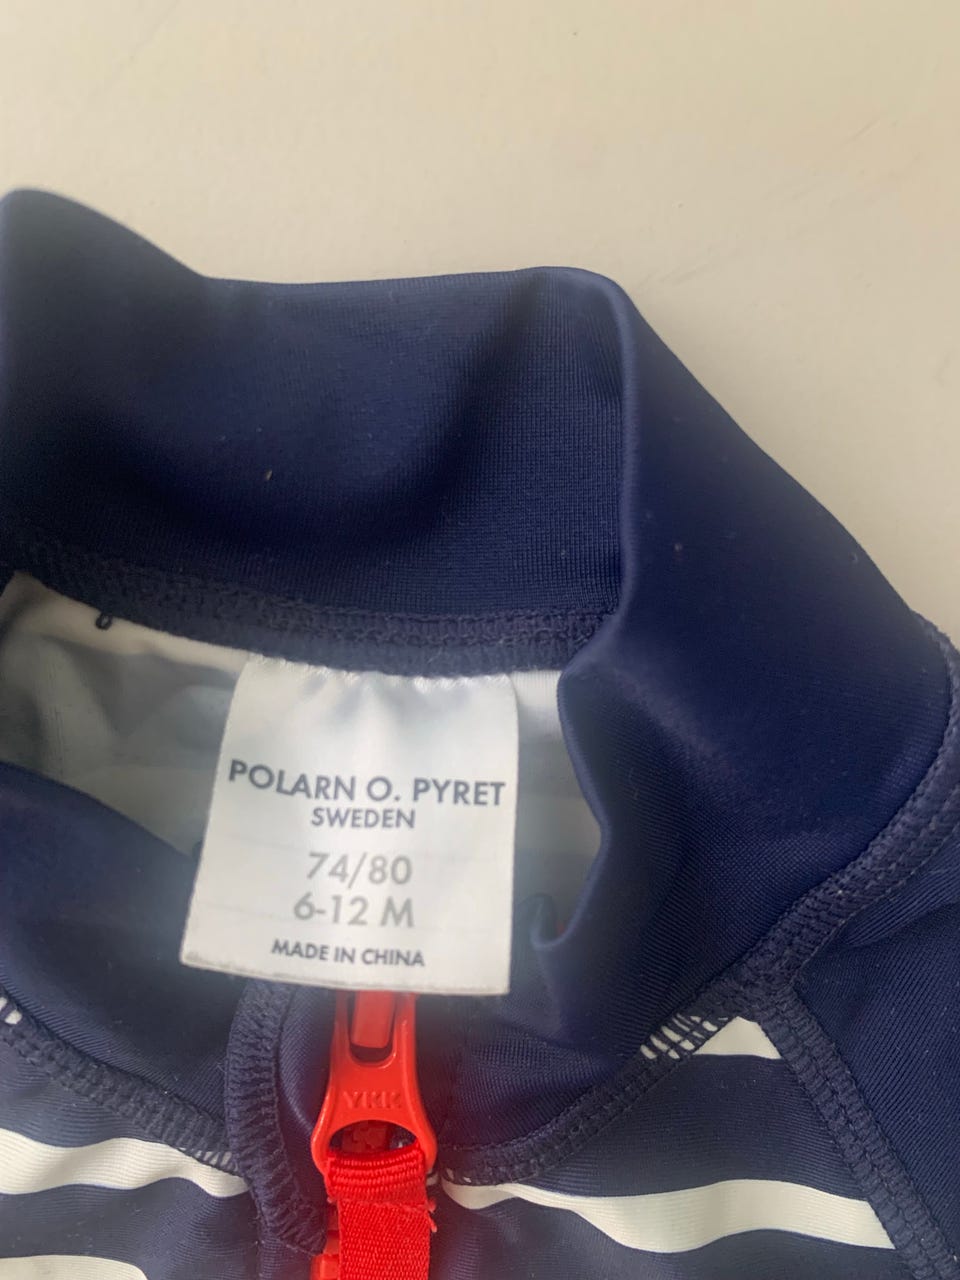 POLARN O. PYRET
SWEDEN
74/80
6-12 M
MADE IN CHINA
YKK